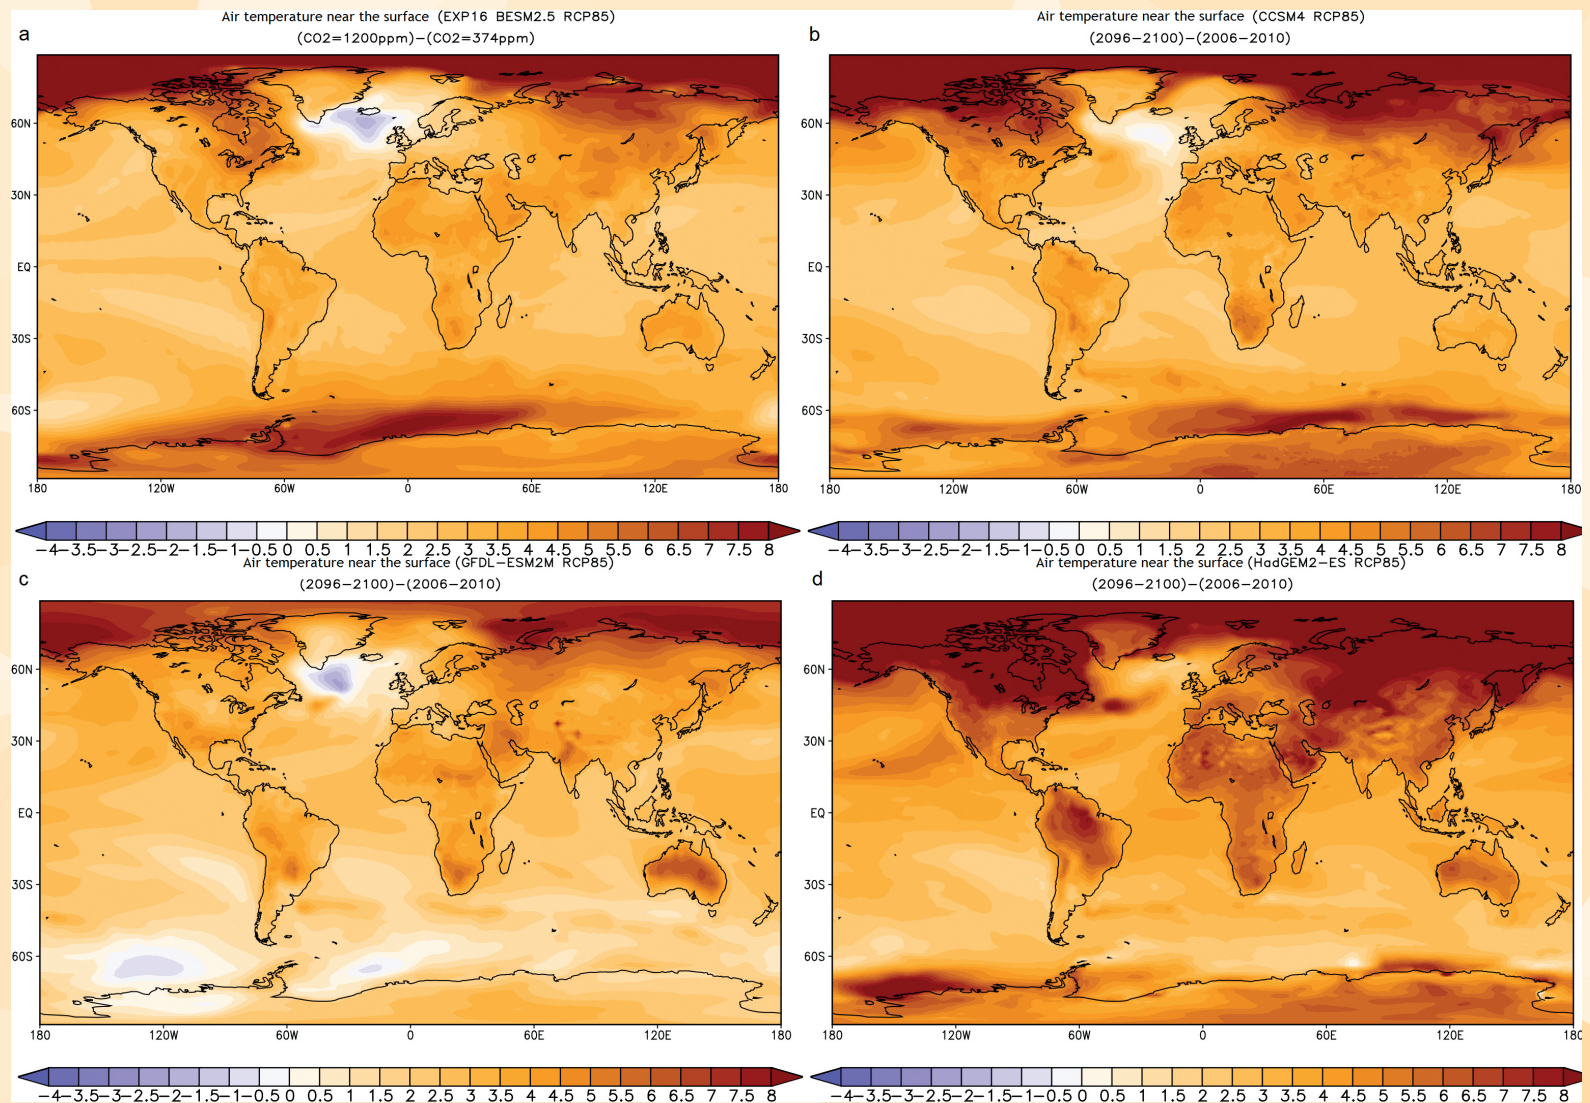 Air temperature near the surface (EXP16 BESM2.5 RCP85)
a
(CO2=1200ppm)-(CO2=374ppm)
60N
30N
EQ
30S
60S
180 120W 60W 0 60E 120E 180
-4-3.5-3-2.5-2-1.5-1-0.5 0 0.5 1 1.5 2 2.5 3 3.5 4 4.5 5 5.5 6 6.5 7 7.5 8
Air temperature near the surface (CCSM4 RCP85)
b
(2096-2100)-(2006-2010)
60N
30N
EQ
30S
60S
180 120W 60W 0 60E 120E 180
-4-3.5-3-2.5-2-1.5-1-0.5 0 0.5 1 1.5 2 2.5 3 3.5 4 4.5 5 5.5 6 6.5 7 7.5 8
Air temperature near the surface (GFDL-ESM2M RCP85)
c
(2096-2100)-(2006-2010)
60N
30N
EQ
30S
60S
180 120W 60W 0 60E 120E 180
-4-3.5-3-2.5-2-1.5-1-0.5 0 0.5 1 1.5 2 2.5 3 3.5 4 4.5 5 5.5 6 6.5 7 7.5 8
Air temperature near the surface (HadGEM2-ES RCP85)
d
(2096-2100)-(2006-2010)
60N
30N
EQ
30S
60S
180 120W 60W 0 60E 120E 180
-4-3.5-3-2.5-2-1.5-1-0.5 0 0.5 1 1.5 2 2.5 3 3.5 4 4.5 5 5.5 6 6.5 7 7.5 8